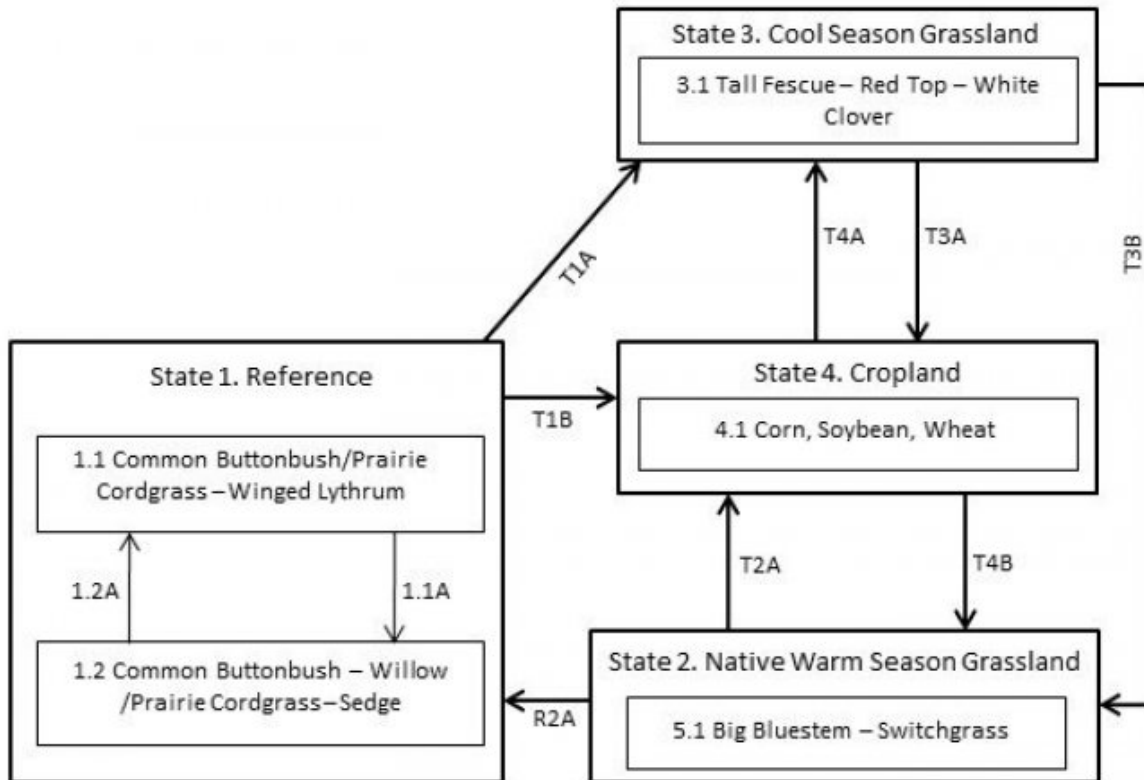 State 3. Cool Season Grassland
3.1 Tall Fescue – Red Top – White
Clover
T1A
T4A
T3A
T3B
State 1. Reference
State 4. Cropland
T1B
4.1 Corn, Soybean, Wheat
1.1 Common Buttonbush/Prairie
Cordgrass – Winged Lythrum
1.2A
1.1A
T2A
T4B
1.2 Common Buttonbush – Willow
/Prairie Cordgrass–Sedge
State 2. Native Warm Season Grassland
R2A
5.1 Big Bluestem – Switchgrass